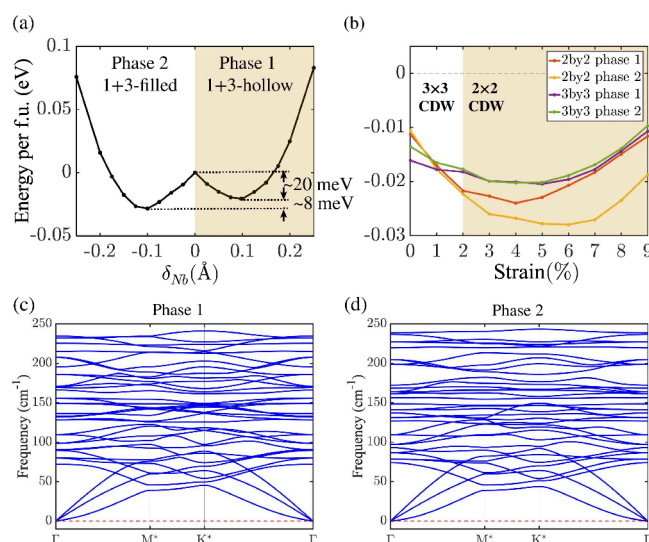 (a)
Phase 2
1+3-filled
Phase 1
1+3-hollow
~20 meV
~8 meV
0.1
0.05
0
-0.05
Energy per f.u. (eV)
-0.2 -0.1 0 0.1 0.2
δNb(Å)
(b)
2by2 phase 1
2by2 phase 2
3by3 phase 1
3by3 phase 2
3×3
CDW
2×2
CDW
0
-0.01
-0.02
-0.03
0 1 2 3 4 5 6 7 8 9
Strain(%)
(c)
Phase 1
250
200
150
100
50
0
Frequency (cm-1)
Γ M* K* Γ
(d)
Phase 2
250
200
150
100
50
0
Frequency (cm-1)
Γ M* K* Γ